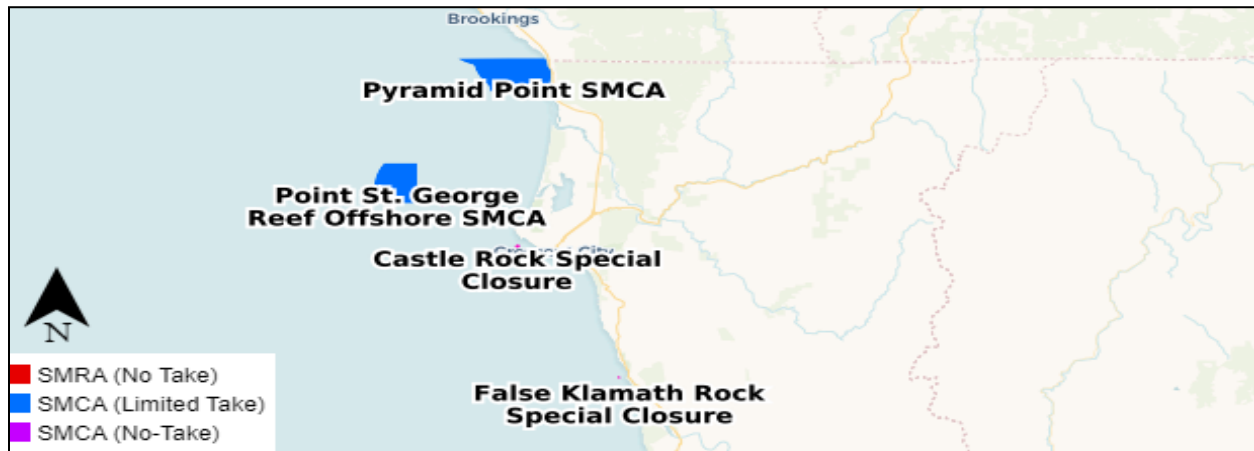 Brookings
Pyramid Point SMCA
Point St. George
Reef Offshore SMCA
Castle Rock Special
Closure
False Klamath Rock
Special Closure
N
SMRA (No Take)
SMCA (Limited Take)
SMCA (No-Take)